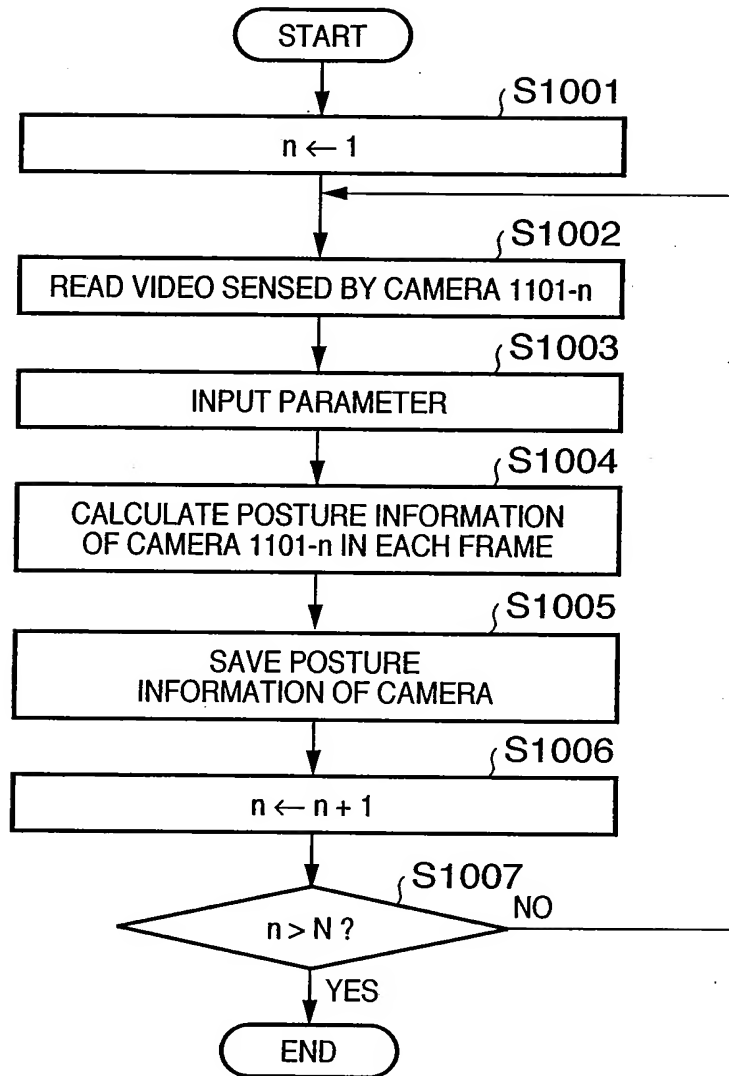 START
S1001
n ← 1
S1002
READ VIDEO SENSED BY CAMERA 1101-n
S1003
INPUT PARAMETER
S1004
CALCULATE POSTURE INFORMATION
OF CAMERA 1101-n IN EACH FRAME
S1005
SAVE POSTURE
INFORMATION OF CAMERA
S1006
n ← n + 1
S1007
n > N ?
NO
YES
END